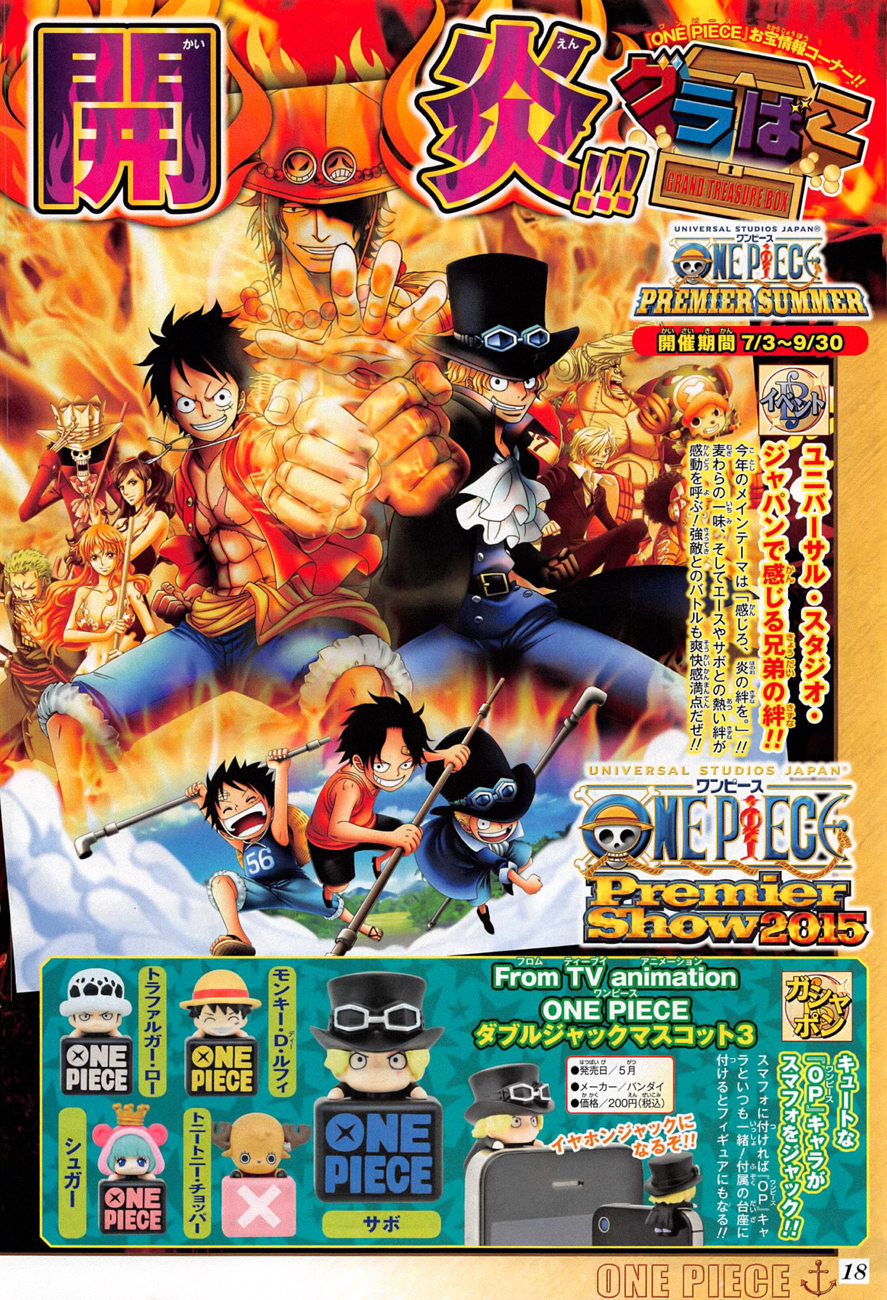 開炎!!!
『ONE PIECE』お宝情報コーナー!!
グラばこ
GRAND TREASURE BOX
UNIVERSAL STUDIOS JAPAN®
ワンピース
ONE PIECE
PREMIER SUMMER
開催期間 7/3～9/30
イベント
ユニバーサル・スタジオ・
ジャパンで感じる兄弟の絆!!
今年のメインテーマは「感じろ、炎の絆を。」!!
麦わらの一味、そしてエースやサボとの熱い絆が
感動を呼ぶ!強敵とのバトルも爽快感満点だぜ!!
56
UNIVERSAL STUDIOS JAPAN®
ワンピース
ONE PIECE
Premier
Show 2015
ガシャポン
From TV animation
ONE PIECE
ダブルジャックマスコット3
キュートな
『OP』キャラが
スマフォをジャック!!
スマフォに付ければ『OP』キャ
ラといつも一緒!付属の台座に
付けるとフィギュアにもなる!!
●発売日/5月
●メーカー/バンダイ
●価格/200円(税込)
イヤホンジャックに
なるぞ!!
トラファルガー・ロー
ONE
PIECE
モンキー・D・ルフィ
ONE
PIECE
シュガー
ONE
PIECE
トニートニー・チョッパー
サボ
ONE
PIECE
ONE PIECE
18